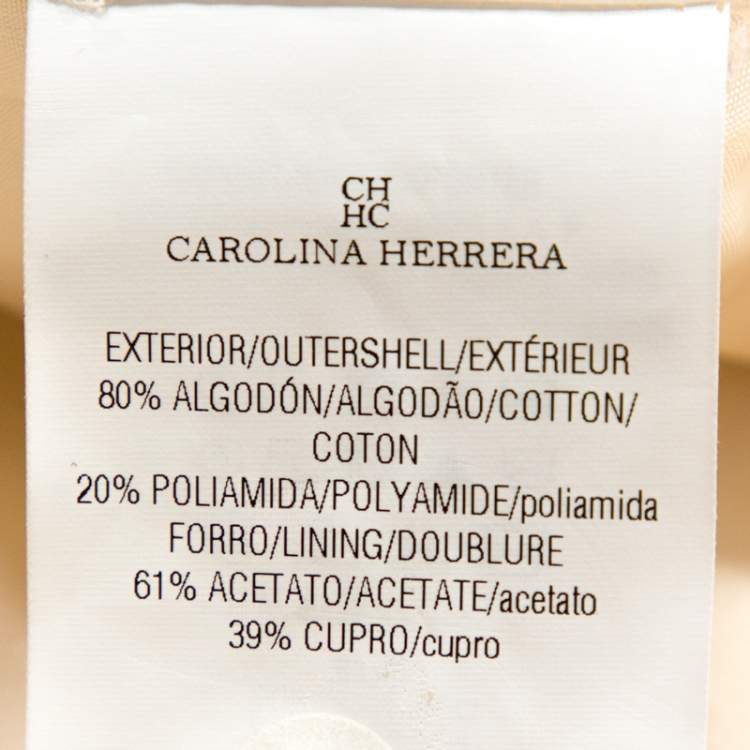 CH
HC
CAROLINA HERRERA
EXTERIOR/OUTERSHELL/EXTÉRIEUR
80% ALGODÓN/ALGODÃO/COTTON/
COTON
20% POLIAMIDA/POLYAMIDE/poliamida
FORRO/LINING/DOUBLURE
61% ACETATO/ACETATE/acetato
39% CUPRO/cupro